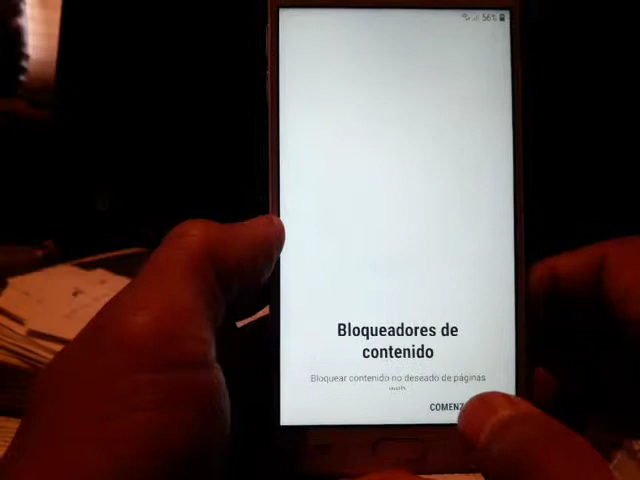 56%
Bloqueadores de
contenido
Bloquear contenido no deseado de páginas
web.
COMENZ